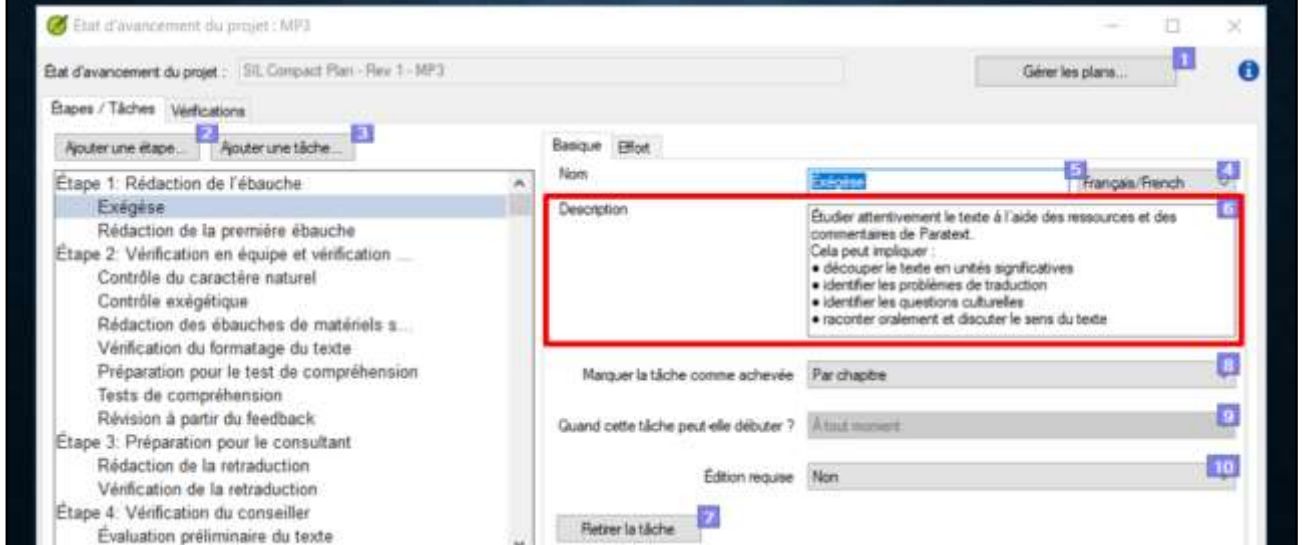 État d'avancement du projet : MP3
État d'avancement du projet : SIL Compact Plan - Rev 1 - MP3
Gérer les plans...
1
Étapes / Tâches Vérifications
2
3
Ajouter une étape... Ajouter une tâche...
Basique Effort
Étape 1: Rédaction de l'ébauche
Exégèse
Rédaction de la première ébauche
Étape 2: Vérification en équipe et vérification ...
Contrôle du caractère naturel
Contrôle exégétique
Rédaction des ébauches de matériels s...
Vérification du formatage du texte
Préparation pour le test de compréhension
Tests de compréhension
Révision à partir du feedback
Étape 3: Préparation pour le consultant
Rédaction de la retraduction
Vérification de la retraduction
Étape 4: Vérification du conseiller
Évaluation préliminaire du texte
Nom Exégèse 5 Français/French 4
Description
6
Étudier attentivement le texte à l'aide des ressources et des
commentaires de Paratext.
Cela peut impliquer :
● découper le texte en unités significatives
● identifier les problèmes de traduction
● identifier les questions culturelles
● raconter oralement et discuter le sens du texte
Marquer la tâche comme achevée Par chapitre 8
Quand cette tâche peut-elle débuter ? À tout moment 9
Édition requise Non 10
Retirer la tâche 7